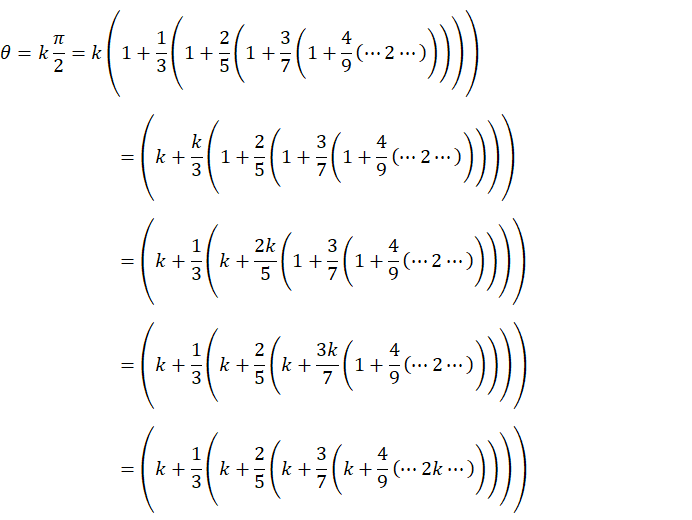 θ = k π/2 = k(1 + 1/3(1 + 2/5(1 + 3/7(1 + 4/9(⋯ 2 ⋯)))))
= (k + k/3(1 + 2/5(1 + 3/7(1 + 4/9(⋯ 2 ⋯)))))
= (k + 1/3(k + 2k/5(1 + 3/7(1 + 4/9(⋯ 2 ⋯)))))
= (k + 1/3(k + 2/5(k + 3k/7(1 + 4/9(⋯ 2 ⋯)))))
= (k + 1/3(k + 2/5(k + 3/7(k + 4/9(⋯ 2k ⋯)))))